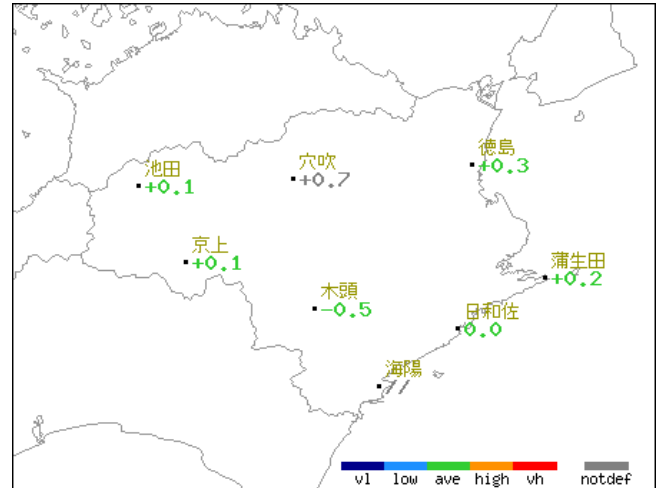 徳島
+0.3
穴吹
+0.7
池田
+0.1
京上
+0.1
蒲生田
+0.2
木頭
-0.5
日和佐
0.0
海陽
//
vl low ave high vh notdef